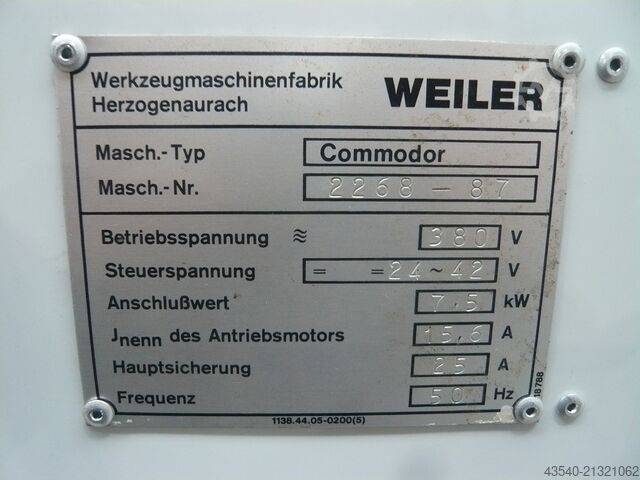 Werkzeugmaschinenfabrik
Herzogenaurach
WEILER
Masch.-Typ Commodor
Masch.-Nr. 2268-87
Betriebsspannung ≈ 380 V
Steuerspannung = =24~42 V
Anschlußwert 7,5 kW
Jnenn des Antriebsmotors 15,6 A
Hauptsicherung 25 A
Frequenz 50 Hz
1138.44.05-0200(5)
18788
43540-21321062